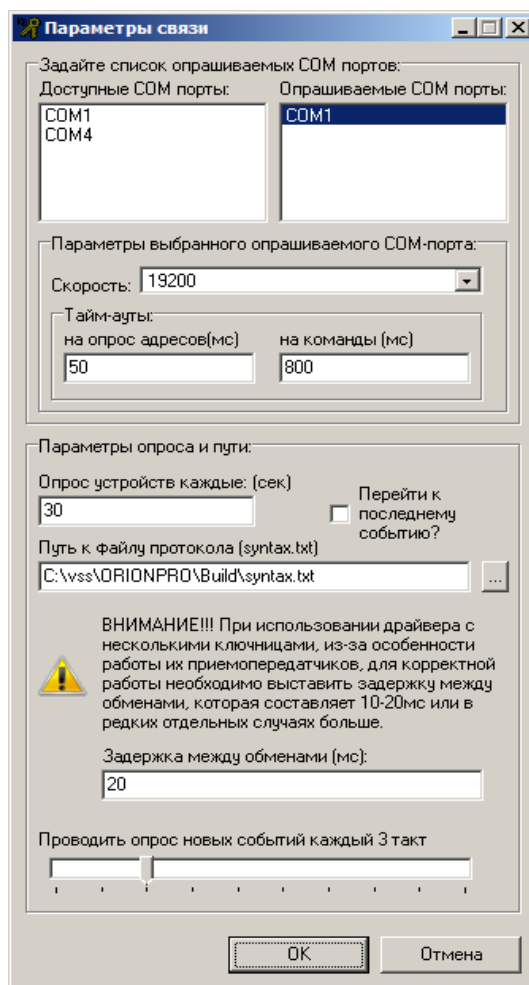 Параметры связи
Задайте список опрашиваемых COM портов:
Доступные COM порты:
Опрашиваемые COM порты:
COM1
COM4
COM1
Параметры выбранного опрашиваемого COM-порта:
Скорость:
19200
Тайм-ауты:
на опрос адресов(мс)
на команды (мс)
50
800
Параметры опроса и пути:
Опрос устройств каждые: (сек)
30
Перейти к
последнему
событию?
Путь к файлу протокола (syntax.txt)
C:\vss\ORIONPRO\Build\syntax.txt
...
ВНИМАНИЕ!!! При использовании драйвера с
несколькими ключницами, из-за особенности
работы их приемопередатчиков, для корректной
работы необходимо выставить задержку между
обменами, которая составляет 10-20мс или в
редких отдельных случаях больше.
Задержка между обменами (мс):
20
Проводить опрос новых событий каждый 3 такт
OK
Отмена